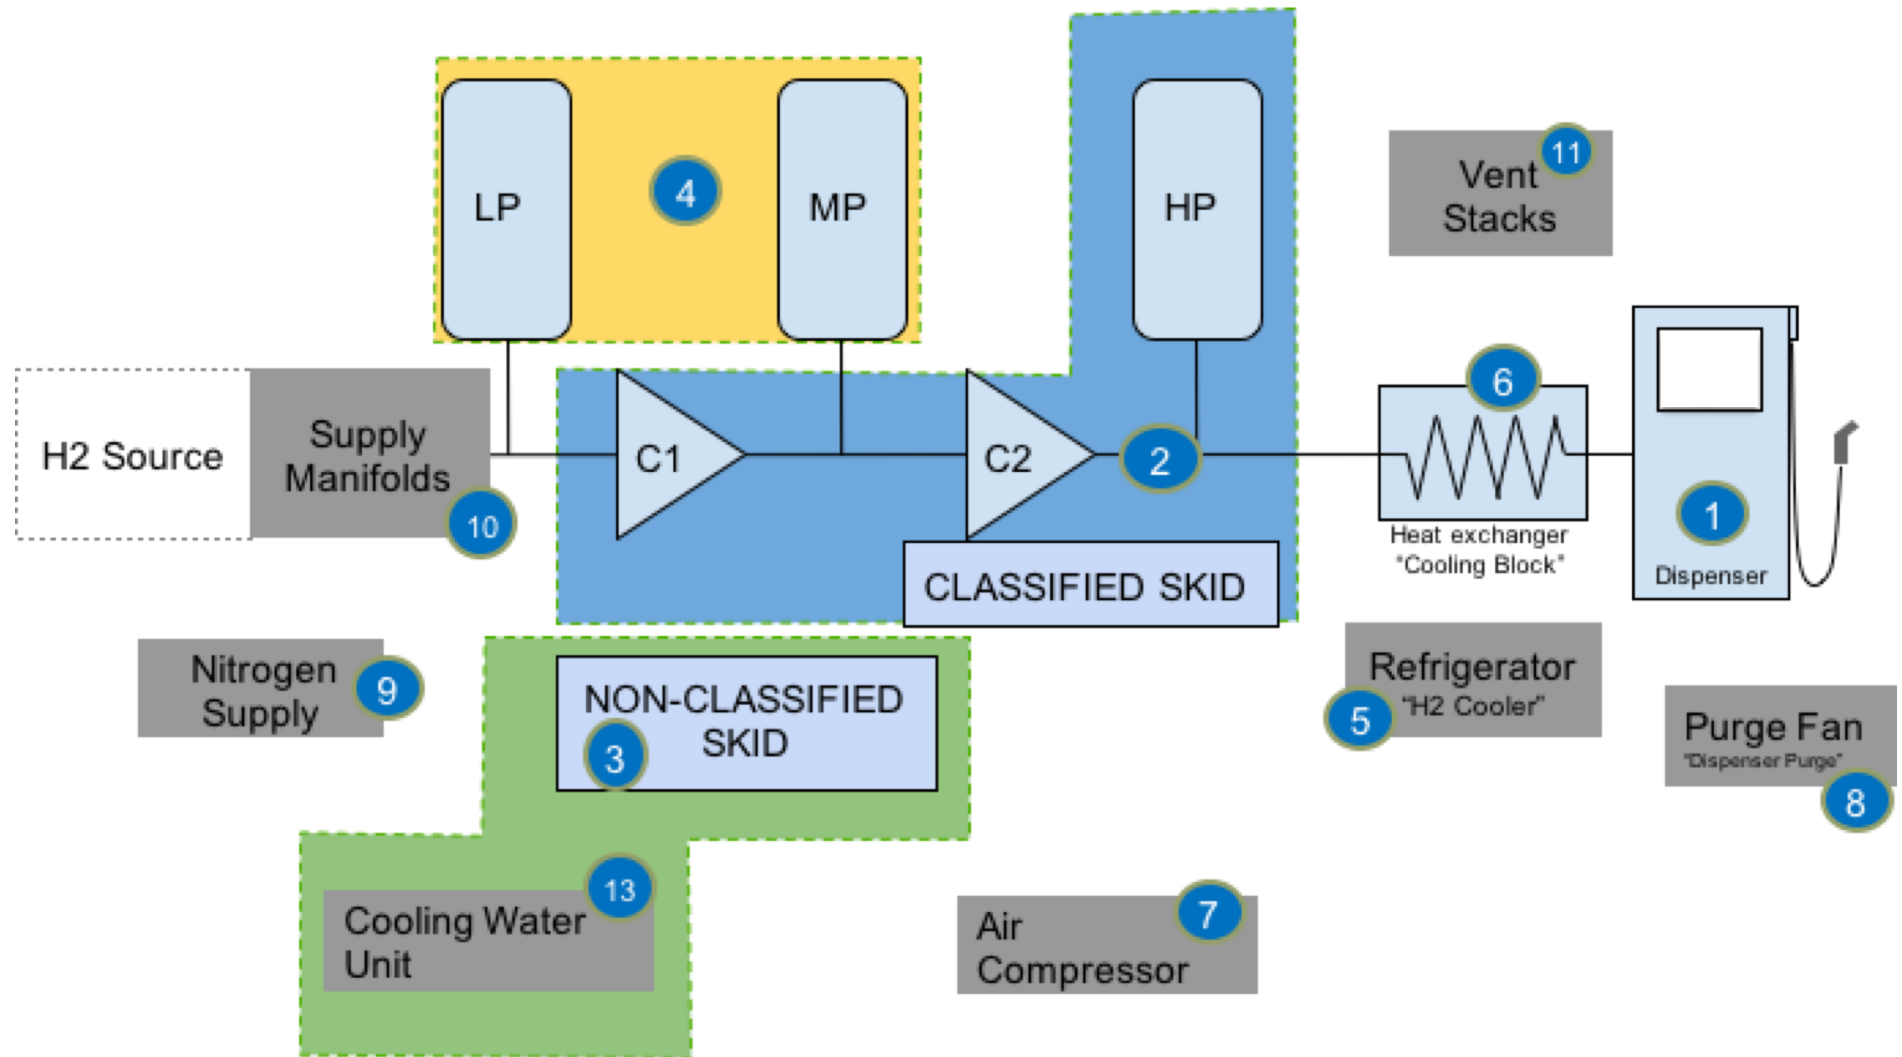 LP
4
MP
HP
11
Vent
Stacks
H2 Source
Supply
Manifolds
10
C1
C2
2
6
Heat exchanger
"Cooling Block"
1
Dispenser
CLASSIFIED SKID
Nitrogen
Supply
9
NON-CLASSIFIED
SKID
3
Refrigerator
"H2 Cooler"
5
Purge Fan
"Dispenser Purge"
8
13
Cooling Water
Unit
7
Air
Compressor